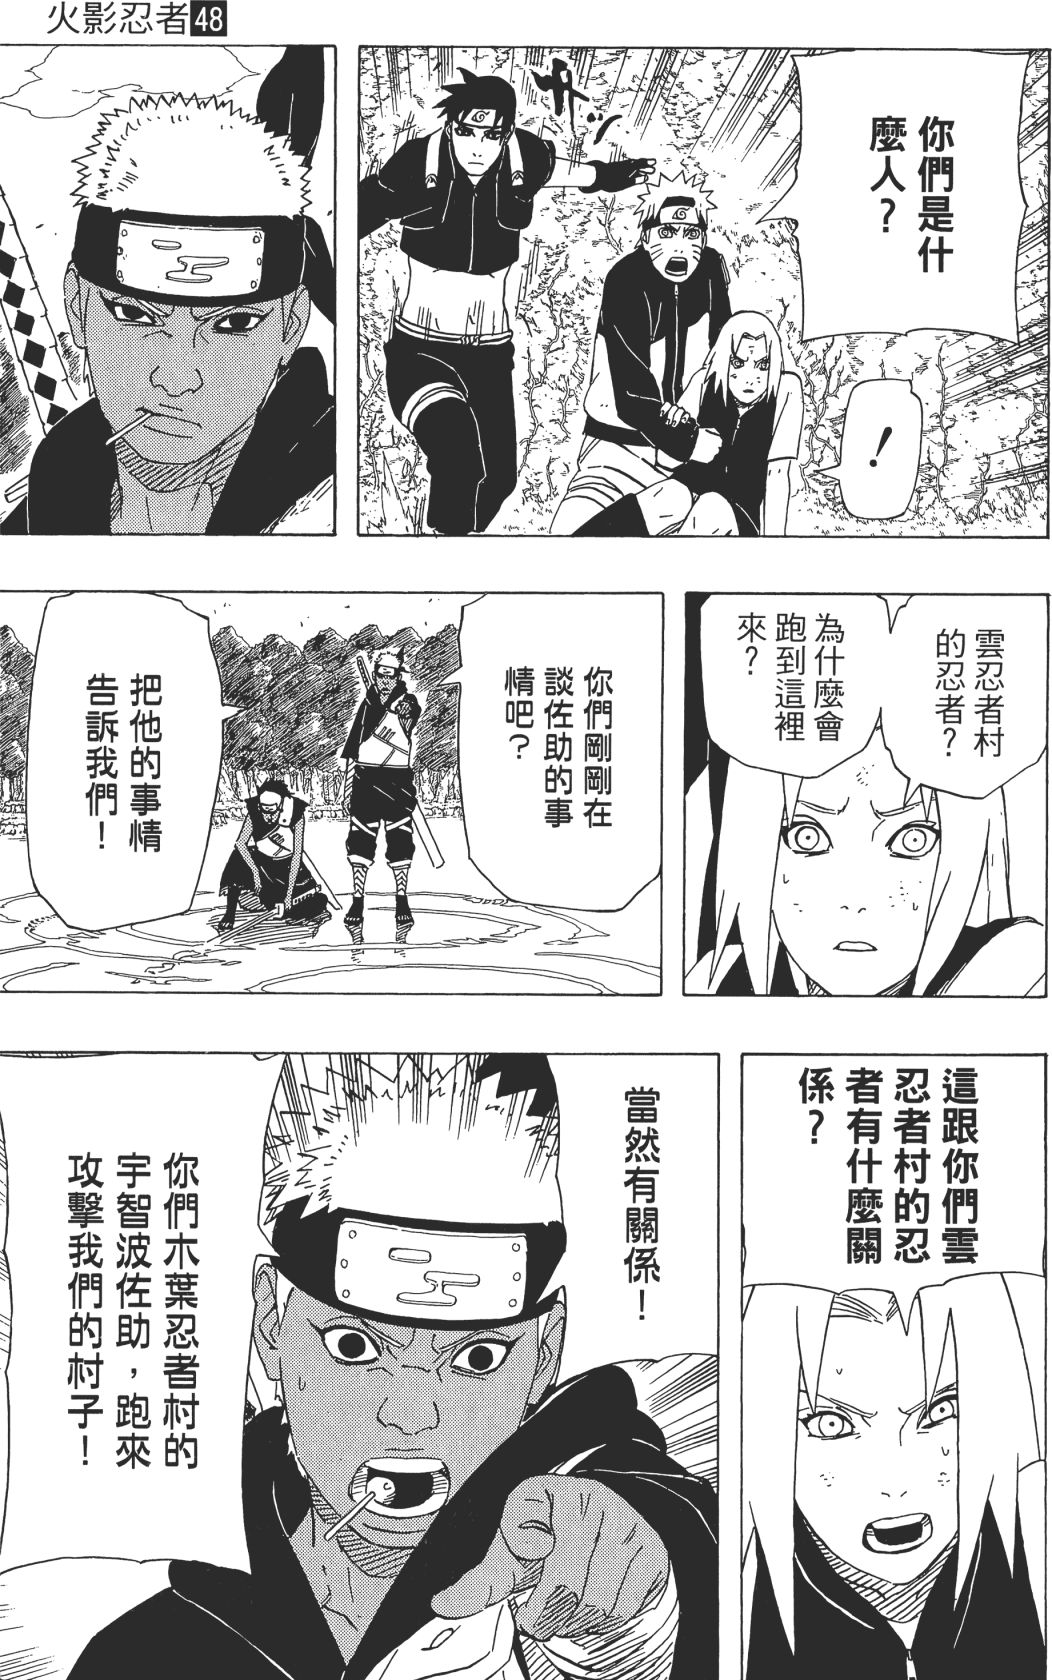 火影忍者48
你們是什
麼人？
！
ザッ
雲忍者村
的忍者？
為什麼會
跑到這裡
來？
你們剛剛在
談佐助的事
情吧？
把他的事情
告訴我們！
這跟你們雲
忍者村的忍
者有什麼關
係？
當然有關係！
你們木葉忍者村的
宇智波佐助，跑來
攻擊我們的村子！